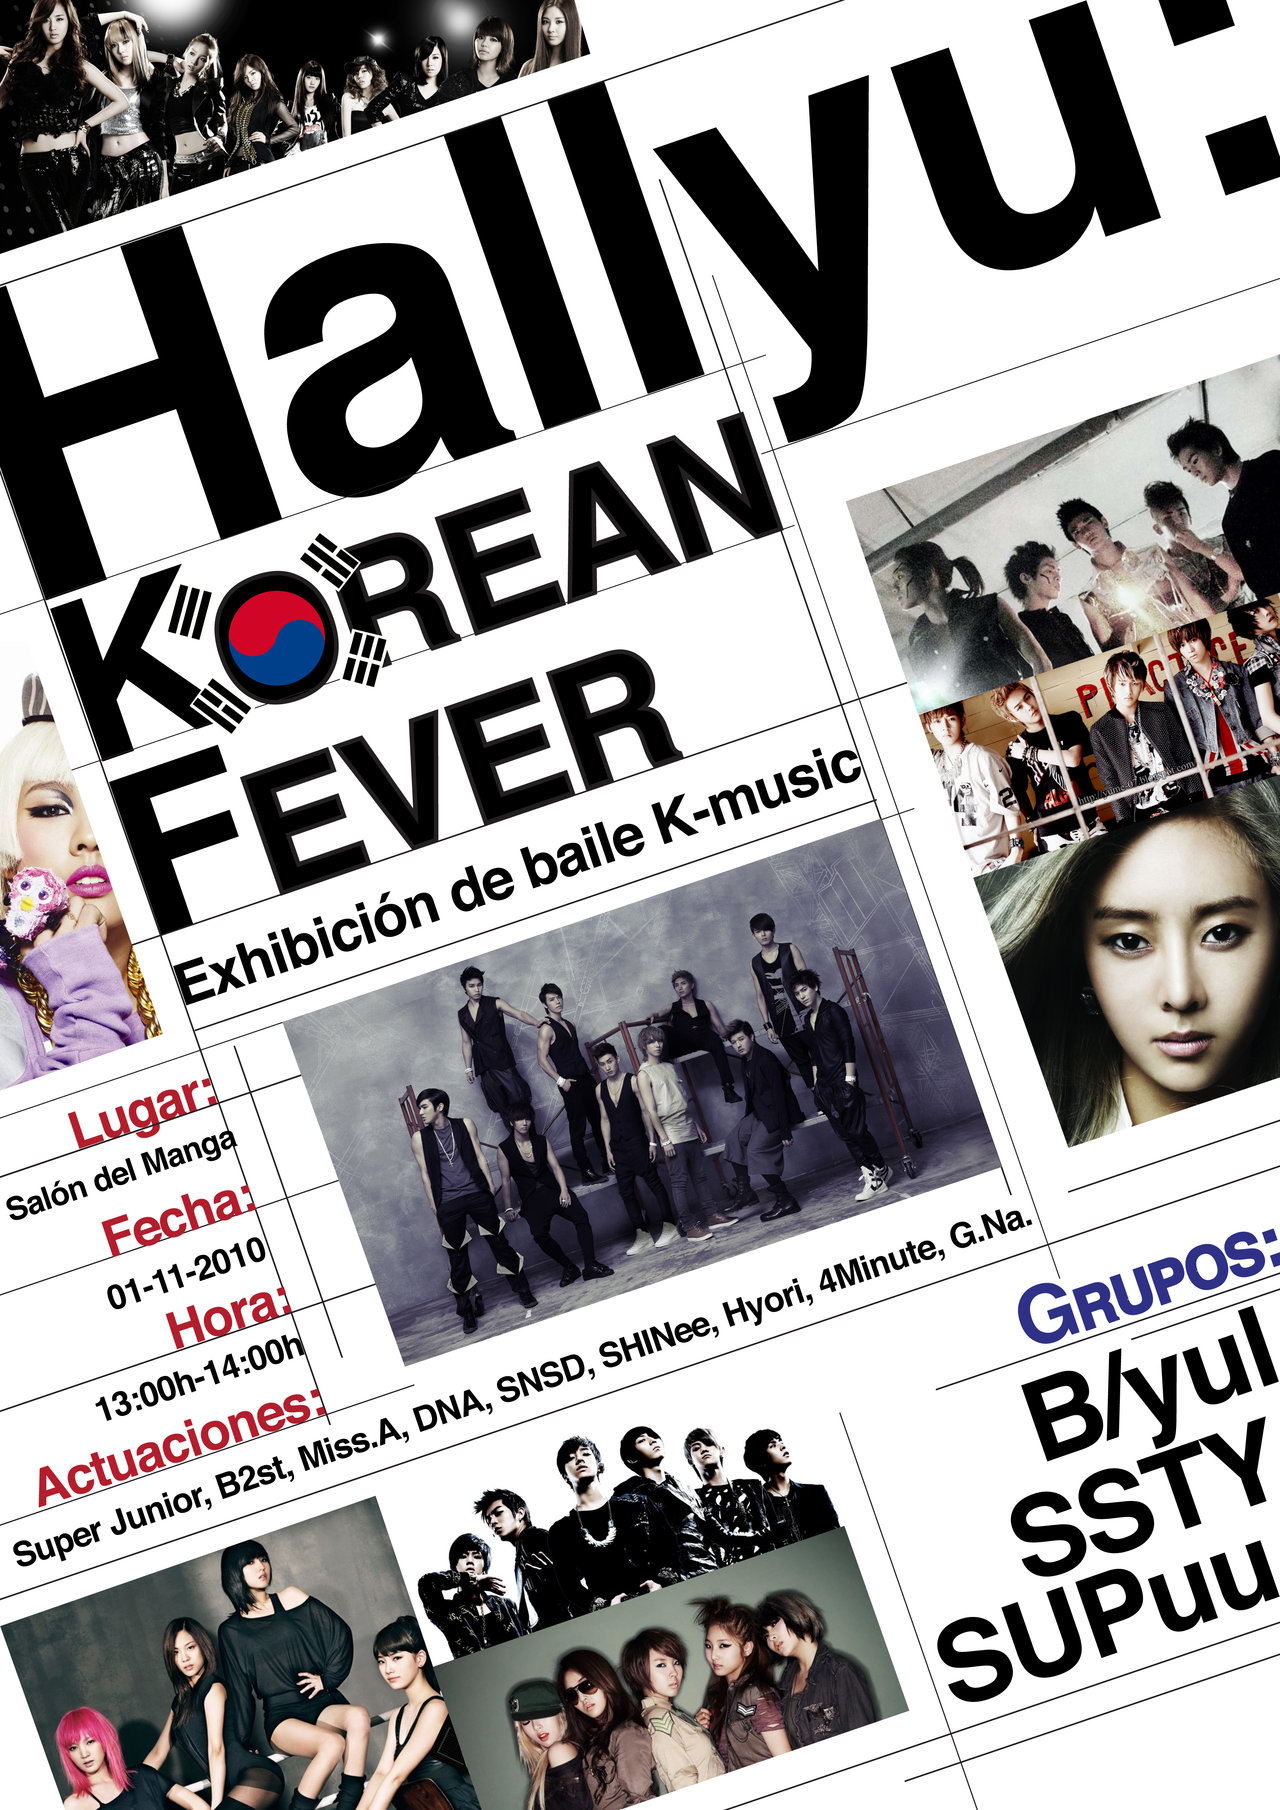 Hallyu:
KOREAN
FEVER
Exhibición de baile K-music
Lugar:
Salón del Manga
Fecha:
01-11-2010
Hora:
13:00h-14:00h
Actuaciones:
Super Junior, B2st, Miss.A, DNA, SNSD, SHINee, Hyori, 4Minute, G.Na.
GRUPOS:
B/yul
SSTY
SUPuu